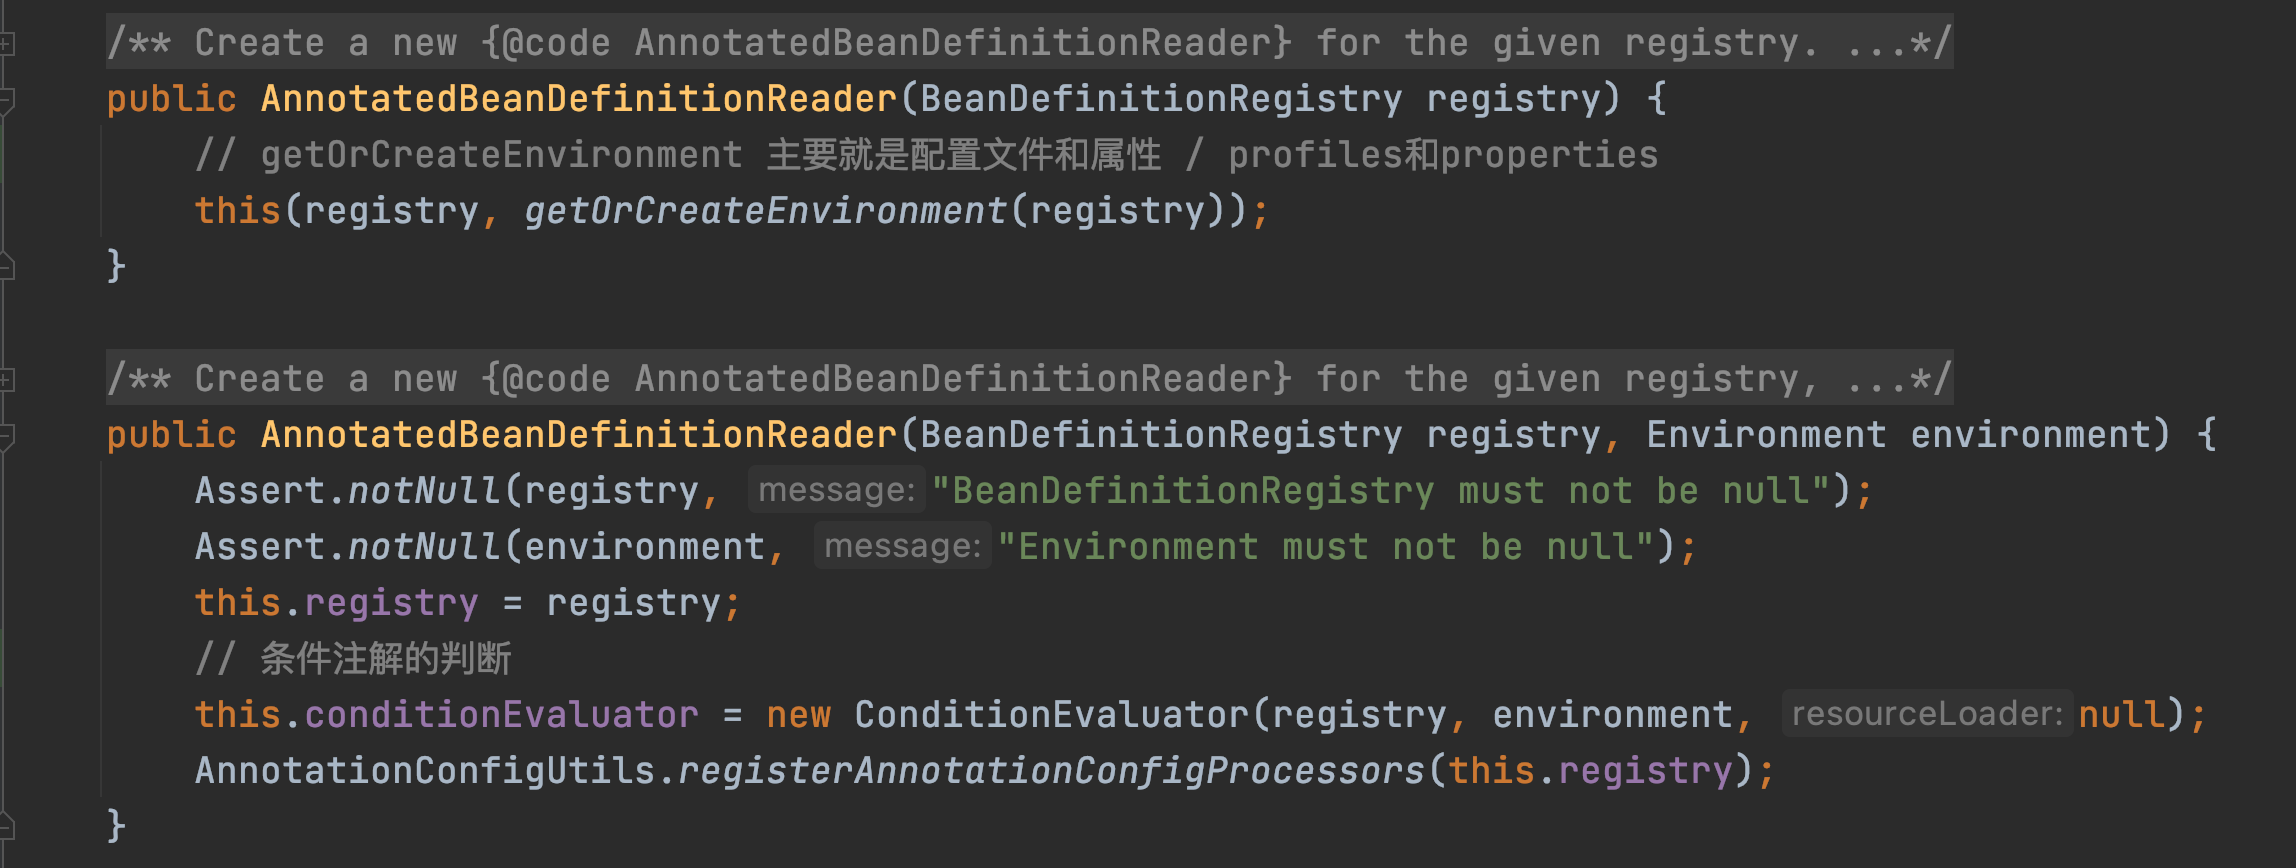 /** Create a new {@code AnnotatedBeanDefinitionReader} for the given registry. ...*/
public AnnotatedBeanDefinitionReader(BeanDefinitionRegistry registry) {
// getOrCreateEnvironment 主要就是配置文件和属性 / profiles和properties
this(registry, getOrCreateEnvironment(registry));
}
/** Create a new {@code AnnotatedBeanDefinitionReader} for the given registry, ...*/
public AnnotatedBeanDefinitionReader(BeanDefinitionRegistry registry, Environment environment) {
Assert.notNull(registry, message: "BeanDefinitionRegistry must not be null");
Assert.notNull(environment, message: "Environment must not be null");
this.registry = registry;
// 条件注解的判断
this.conditionEvaluator = new ConditionEvaluator(registry, environment, resourceLoader: null);
AnnotationConfigUtils.registerAnnotationConfigProcessors(this.registry);
}